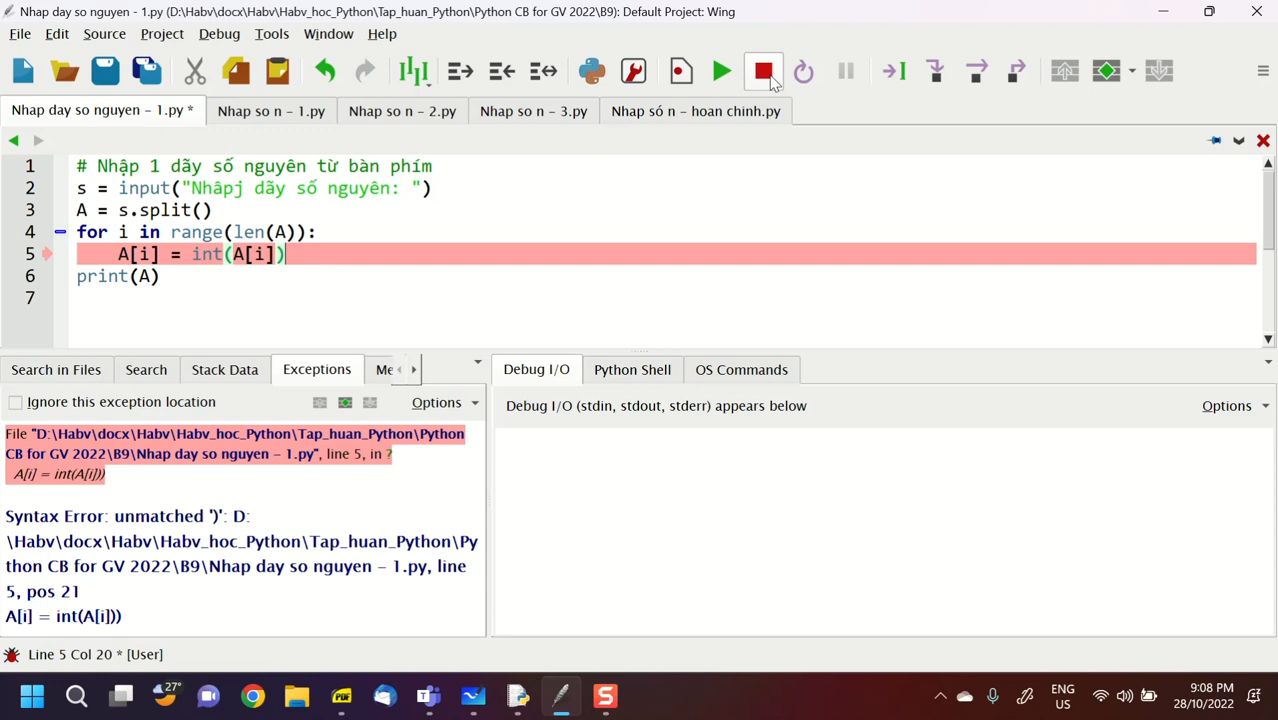 Nhap day so nguyen - 1.py (D:\Habv\docx\Habv\Habv_hoc_Python\Tap_huan_Python\Python CB for GV 2022\B9): Default Project: Wing
File Edit Source Project Debug Tools Window Help
Nhap day so nguyen - 1.py * Nhap so n - 1.py Nhap so n - 2.py Nhap so n - 3.py Nhap só n - hoan chinh.py
1 # Nhập 1 dãy số nguyên từ bàn phím
2 s = input("Nhâpj dãy số nguyên: ")
3 A = s.split()
4 for i in range(len(A)):
5 A[i] = int(A[i])
6 print(A)
7
Search in Files Search Stack Data Exceptions Me
Ignore this exception location Options
File "D:\Habv\docx\Habv\Habv_hoc_Python\Tap_huan_Python\Python
CB for GV 2022\B9\Nhap day so nguyen - 1.py", line 5, in ?
A[i] = int(A[i]))
Syntax Error: unmatched ')': D:
\Habv\docx\Habv\Habv_hoc_Python\Tap_huan_Python\Py
thon CB for GV 2022\B9\Nhap day so nguyen - 1.py, line
5, pos 21
A[i] = int(A[i]))
Debug I/O Python Shell OS Commands
Debug I/O (stdin, stdout, stderr) appears below Options
Line 5 Col 20 * [User]
27°
PDF
S
ENG
US
9:08 PM
28/10/2022